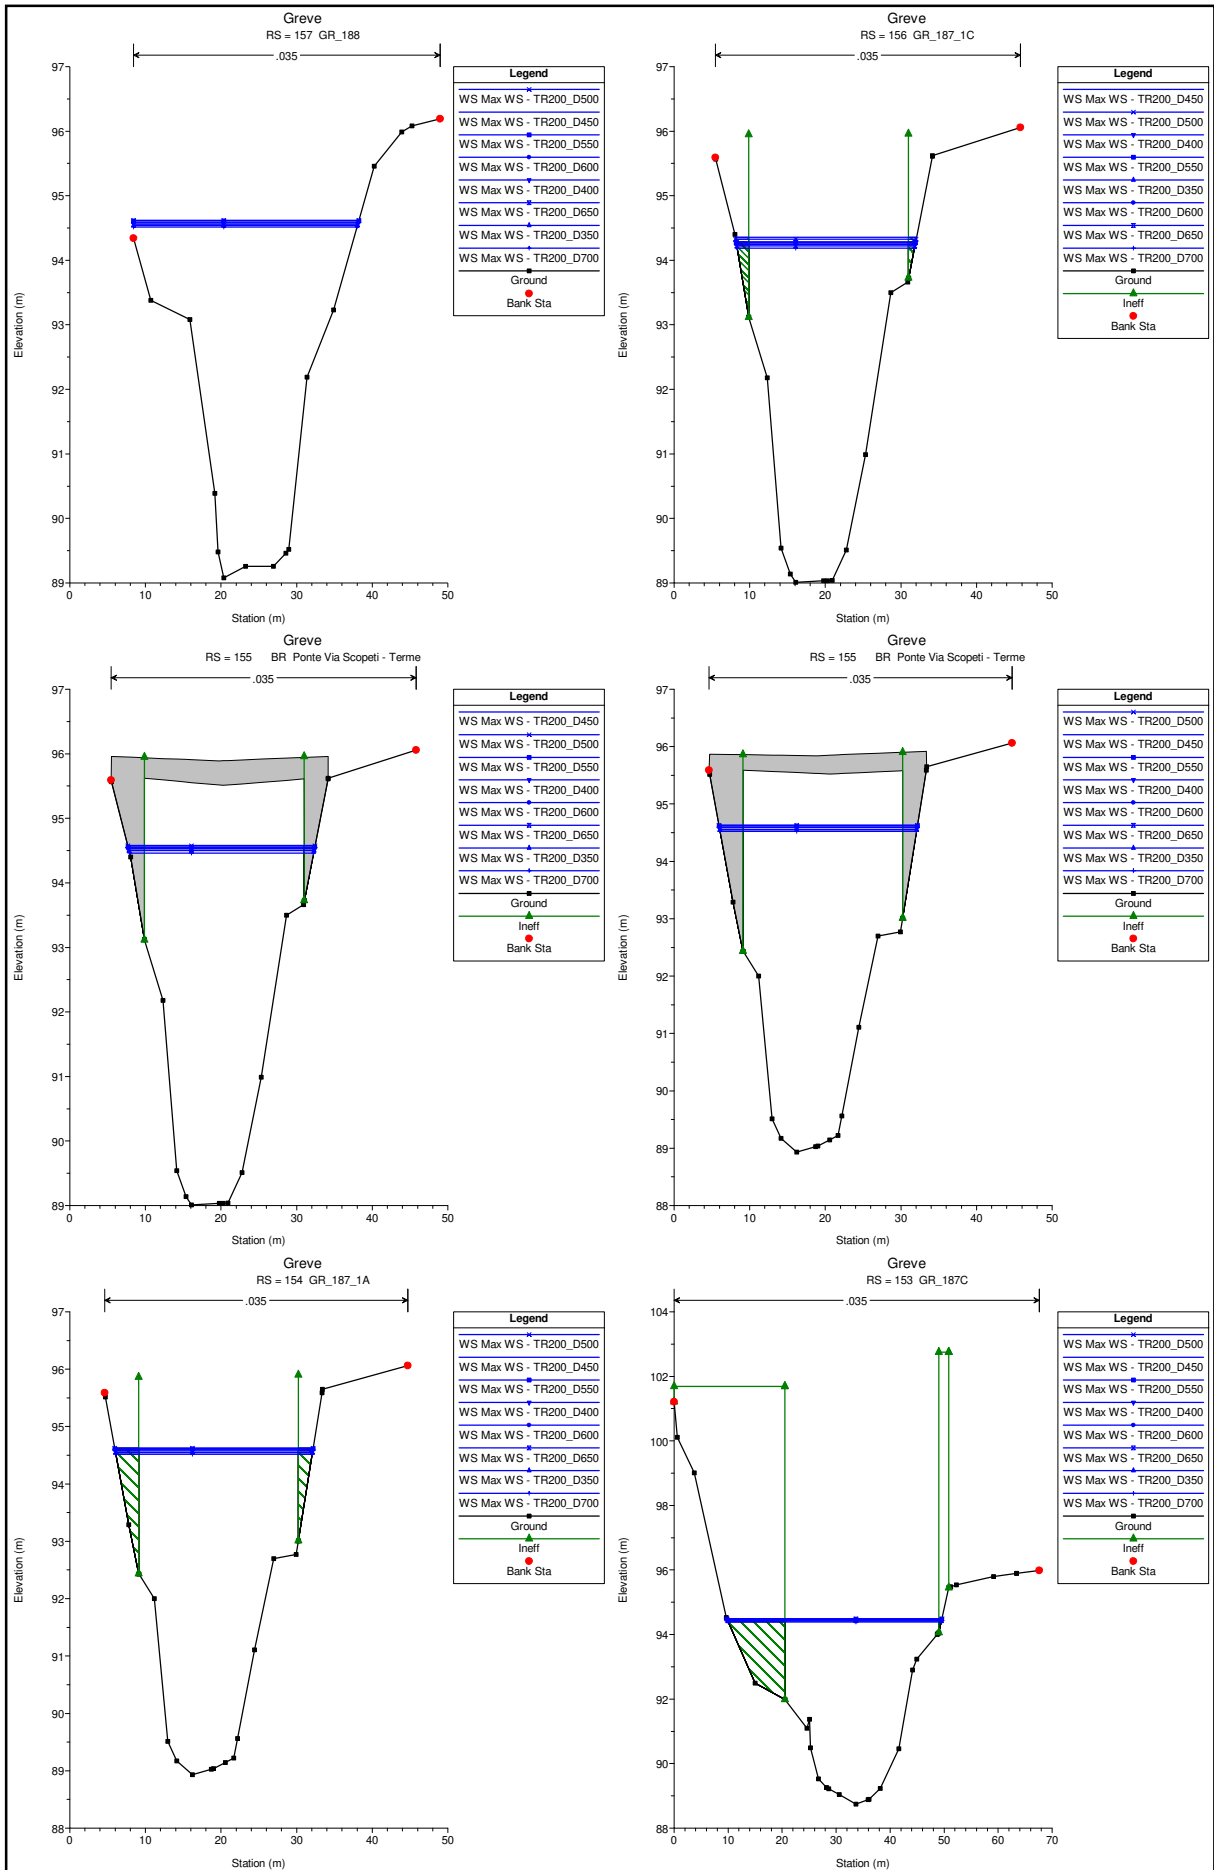 Greve
RS = 157 GR_188
.035
97
96
95
94
93
92
91
90
89
0
10
20
30
40
50
Elevation (m)
Station (m)
Legend
WS Max WS - TR200_D500
WS Max WS - TR200_D450
WS Max WS - TR200_D550
WS Max WS - TR200_D600
WS Max WS - TR200_D400
WS Max WS - TR200_D650
WS Max WS - TR200_D350
WS Max WS - TR200_D700
Ground
Bank Sta
Greve
RS = 156 GR_187_1C
.035
97
96
95
94
93
92
91
90
89
0
10
20
30
40
50
Elevation (m)
Station (m)
Legend
WS Max WS - TR200_D450
WS Max WS - TR200_D500
WS Max WS - TR200_D400
WS Max WS - TR200_D550
WS Max WS - TR200_D350
WS Max WS - TR200_D600
WS Max WS - TR200_D650
WS Max WS - TR200_D700
Ground
Ineff
Bank Sta
Greve
RS = 155 BR Ponte Via Scopeti - Terme
.035
97
96
95
94
93
92
91
90
89
0
10
20
30
40
50
Elevation (m)
Station (m)
Legend
WS Max WS - TR200_D450
WS Max WS - TR200_D500
WS Max WS - TR200_D550
WS Max WS - TR200_D400
WS Max WS - TR200_D600
WS Max WS - TR200_D650
WS Max WS - TR200_D350
WS Max WS - TR200_D700
Ground
Ineff
Bank Sta
Greve
RS = 155 BR Ponte Via Scopeti - Terme
.035
97
96
95
94
93
92
91
90
89
88
0
10
20
30
40
50
Elevation (m)
Station (m)
Legend
WS Max WS - TR200_D500
WS Max WS - TR200_D450
WS Max WS - TR200_D550
WS Max WS - TR200_D400
WS Max WS - TR200_D600
WS Max WS - TR200_D650
WS Max WS - TR200_D350
WS Max WS - TR200_D700
Ground
Ineff
Bank Sta
Greve
RS = 154 GR_187_1A
.035
97
96
95
94
93
92
91
90
89
88
0
10
20
30
40
50
Elevation (m)
Station (m)
Legend
WS Max WS - TR200_D500
WS Max WS - TR200_D450
WS Max WS - TR200_D550
WS Max WS - TR200_D400
WS Max WS - TR200_D600
WS Max WS - TR200_D650
WS Max WS - TR200_D350
WS Max WS - TR200_D700
Ground
Ineff
Bank Sta
Greve
RS = 153 GR_187C
.035
104
102
100
98
96
94
92
90
88
0
10
20
30
40
50
60
70
Elevation (m)
Station (m)
Legend
WS Max WS - TR200_D500
WS Max WS - TR200_D450
WS Max WS - TR200_D550
WS Max WS - TR200_D400
WS Max WS - TR200_D600
WS Max WS - TR200_D650
WS Max WS - TR200_D350
WS Max WS - TR200_D700
Ground
Ineff
Bank Sta